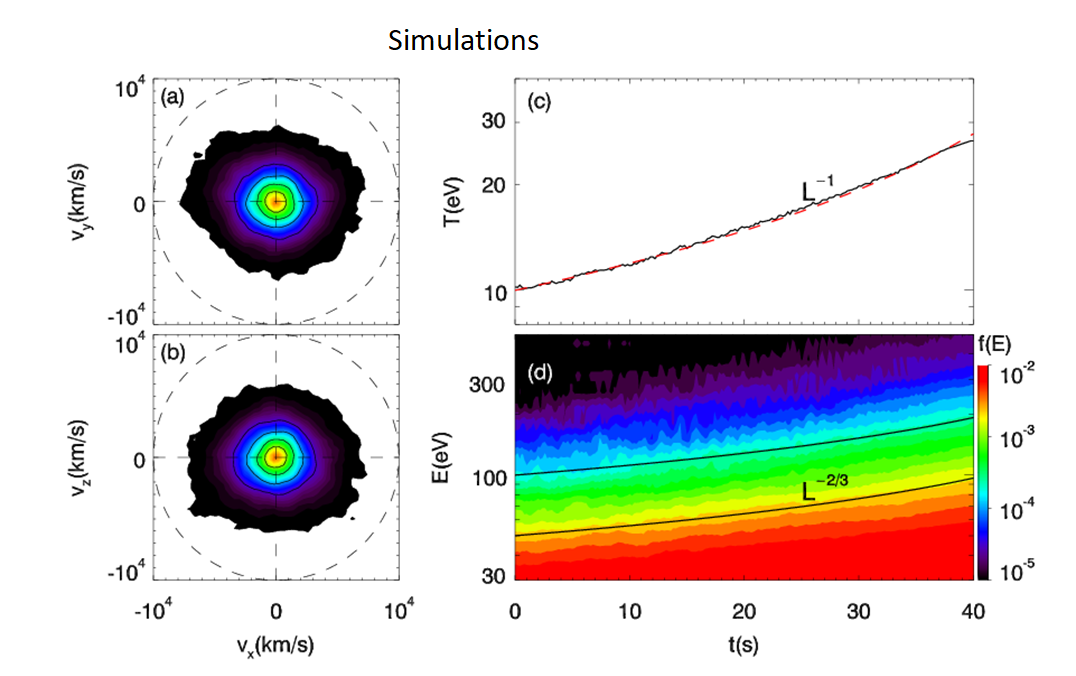 Simulations
(a)
10⁴
0
-10⁴
vᵧ(km/s)
(b)
10⁴
0
-10⁴
v_z(km/s)
-10⁴ 0 10⁴
vₓ(km/s)
(c)
30
20
10
T(eV)
L⁻¹
(d)
300
100
30
E(eV)
L⁻²/³
0 10 20 30 40
t(s)
f(E)
10⁻²
10⁻³
10⁻⁴
10⁻⁵